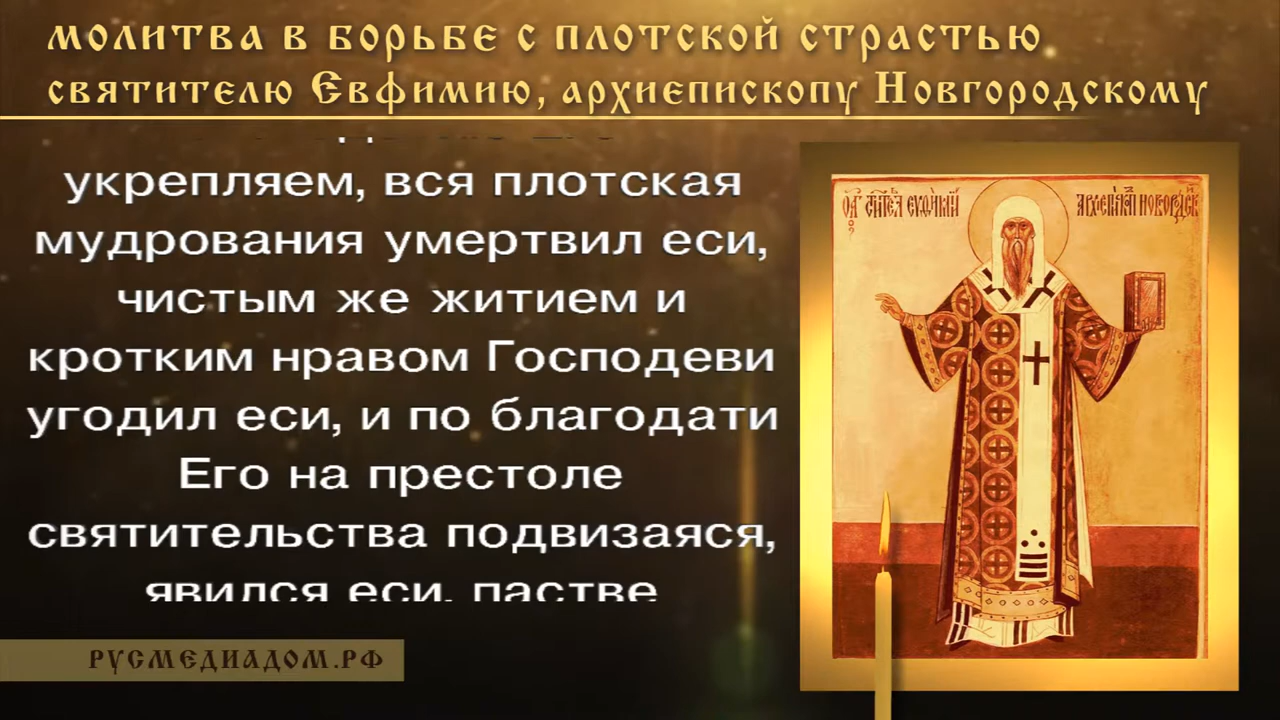 молитва в борьбе с плотской страстью
святителю Евфимию, архиепископу Новгородскому
укрепляем, вся плотская
мудрования умертвил еси,
чистым же житием и
кротким нравом Господеви
угодил еси, и по благодати
Его на престоле
святительства подвизаяся,
явился еси, пастве
РУСМЕДИАДОМ.РФ